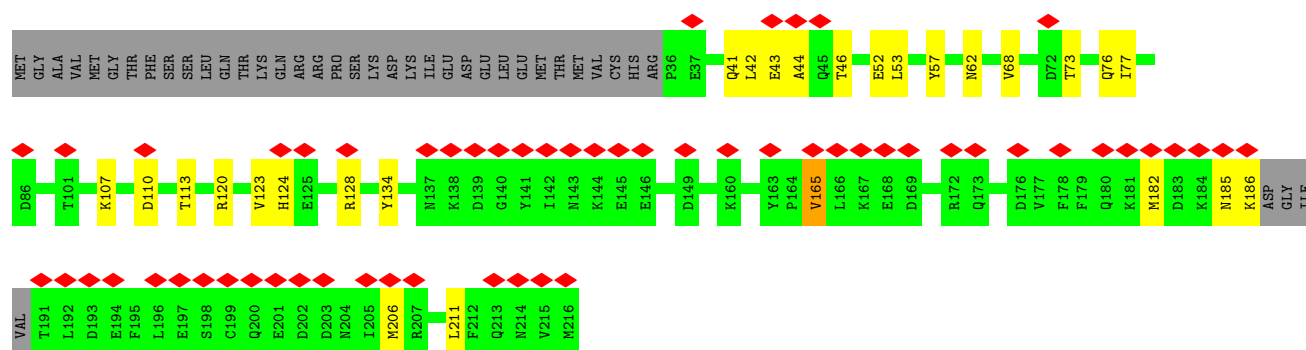 MET GLY ALA VAL MET GLY THR PHE SER SER LEU GLN THR LYS GLN ARG ARG PRO SER LYS ASP LYS ILE GLU ASP GLU LEU GLU MET THR MET VAL CYS HIS ARG P36 E37 Q41 L42 E43 A44 Q45 T46 E52 L53 Y57 N62 V68 D72 T73 Q76 I77
D86 T101 K107 D110 T113 R120 V123 H124 E125 R128 Y134 N137 K138 D139 G140 Y141 I142 N143 K144 E145 E146 D149 K160 Y163 P164 V165 L166 K167 E168 D169 R172 Q173 D176 V177 F178 F179 Q180 K181 M182 D183 K184 N185 K186 ASP GLY ILE
VAL T191 L192 D193 E194 F195 L196 E197 S198 C199 Q200 E201 D202 D203 N204 I205 M206 R207 L211 F212 Q213 N214 V215 M216